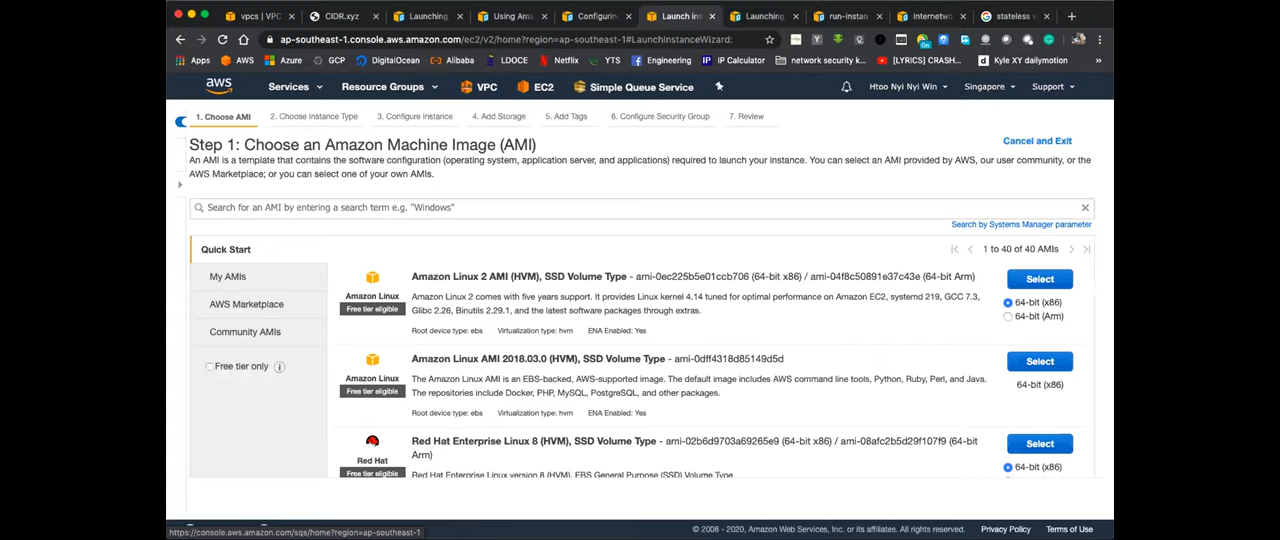 vpcs | VPC
CIDR.xyz
Launching
Using Ama
Configurin
Launch ins
Launching
run-instan
Internetwo
stateless v
ap-southeast-1.console.aws.amazon.com/ec2/v2/home?region=ap-southeast-1#LaunchInstanceWizard:
Apps
AWS
Azure
GCP
DigitalOcean
Alibaba
LDOCE
Netflix
YTS
Engineering
IP Calculator
network security k...
[LYRICS] CRASH...
Kyle XY dailymotion
aws
Services
Resource Groups
VPC
EC2
Simple Queue Service
Htoo Nyi Nyi Win
Singapore
Support
1. Choose AMI
2. Choose Instance Type
3. Configure Instance
4. Add Storage
5. Add Tags
6. Configure Security Group
7. Review
Step 1: Choose an Amazon Machine Image (AMI)
Cancel and Exit
An AMI is a template that contains the software configuration (operating system, application server, and applications) required to launch your instance. You can select an AMI provided by AWS, our user community, or the
AWS Marketplace; or you can select one of your own AMIs.
Search for an AMI by entering a search term e.g. "Windows"
Search by Systems Manager parameter
Quick Start
1 to 40 of 40 AMIs
My AMIs
AWS Marketplace
Community AMIs
Free tier only
Amazon Linux
Free tier eligible
Amazon Linux 2 AMI (HVM), SSD Volume Type - ami-0ec225b5e01ccb706 (64-bit x86) / ami-04f8c50891e37c43e (64-bit Arm)
Amazon Linux 2 comes with five years support. It provides Linux kernel 4.14 tuned for optimal performance on Amazon EC2, systemd 219, GCC 7.3,
Glibc 2.26, Binutils 2.29.1, and the latest software packages through extras.
Root device type: ebs Virtualization type: hvm ENA Enabled: Yes
Select
64-bit (x86)
64-bit (Arm)
Amazon Linux
Free tier eligible
Amazon Linux AMI 2018.03.0 (HVM), SSD Volume Type - ami-0dff4318d85149d5d
The Amazon Linux AMI is an EBS-backed, AWS-supported image. The default image includes AWS command line tools, Python, Ruby, Perl, and Java.
The repositories include Docker, PHP, MySQL, PostgreSQL, and other packages.
Root device type: ebs Virtualization type: hvm ENA Enabled: Yes
Select
64-bit (x86)
Red Hat
Free tier eligible
Red Hat Enterprise Linux 8 (HVM), SSD Volume Type - ami-02b6d9703a69265e9 (64-bit x86) / ami-08afc2b5d29f107f9 (64-bit
Arm)
Red Hat Enterprise Linux version 8 (HVM), EBS General Purpose (SSD) Volume Type
Select
64-bit (x86)
https://console.aws.amazon.com/sqs/home?region=ap-southeast-1
© 2008 - 2020, Amazon Web Services, Inc. or its affiliates. All rights reserved.
Privacy Policy
Terms of Use